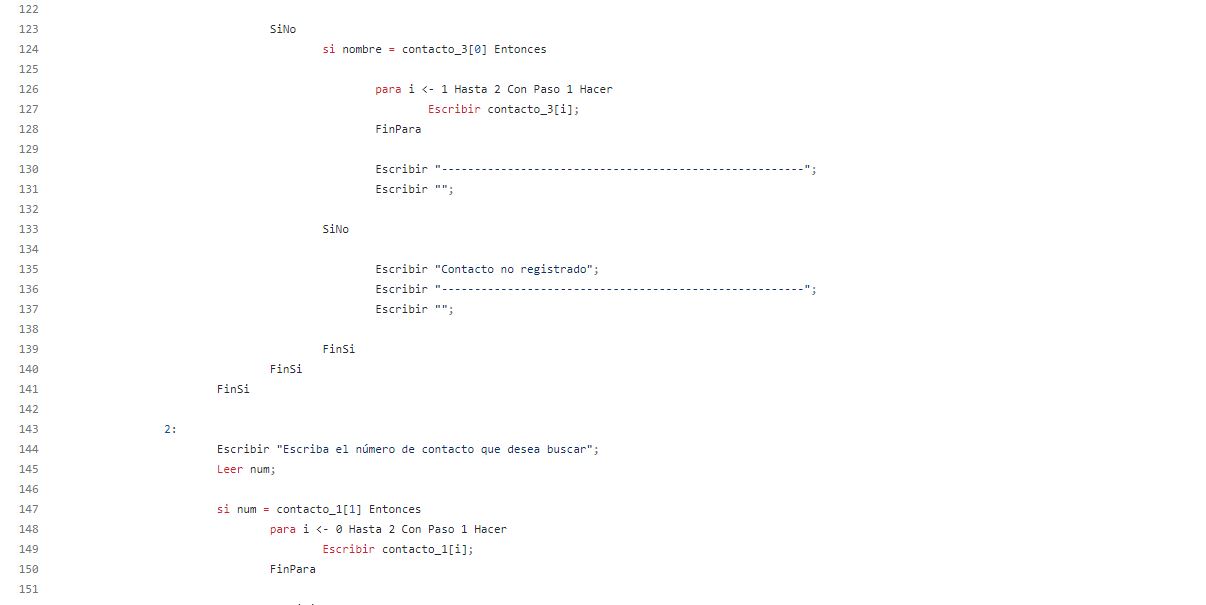 122
123 SiNo
124 si nombre = contacto_3[0] Entonces
125
126 para i <- 1 Hasta 2 Con Paso 1 Hacer
127 Escribir contacto_3[i];
128 FinPara
129
130 Escribir "-------------------------------------------------------";
131 Escribir "";
132
133 SiNo
134
135 Escribir "Contacto no registrado";
136 Escribir "-------------------------------------------------------";
137 Escribir "";
138
139 FinSi
140 FinSi
141 FinSi
142
143 2:
144 Escribir "Escriba el número de contacto que desea buscar";
145 Leer num;
146
147 si num = contacto_1[1] Entonces
148 para i <- 0 Hasta 2 Con Paso 1 Hacer
149 Escribir contacto_1[i];
150 FinPara
151